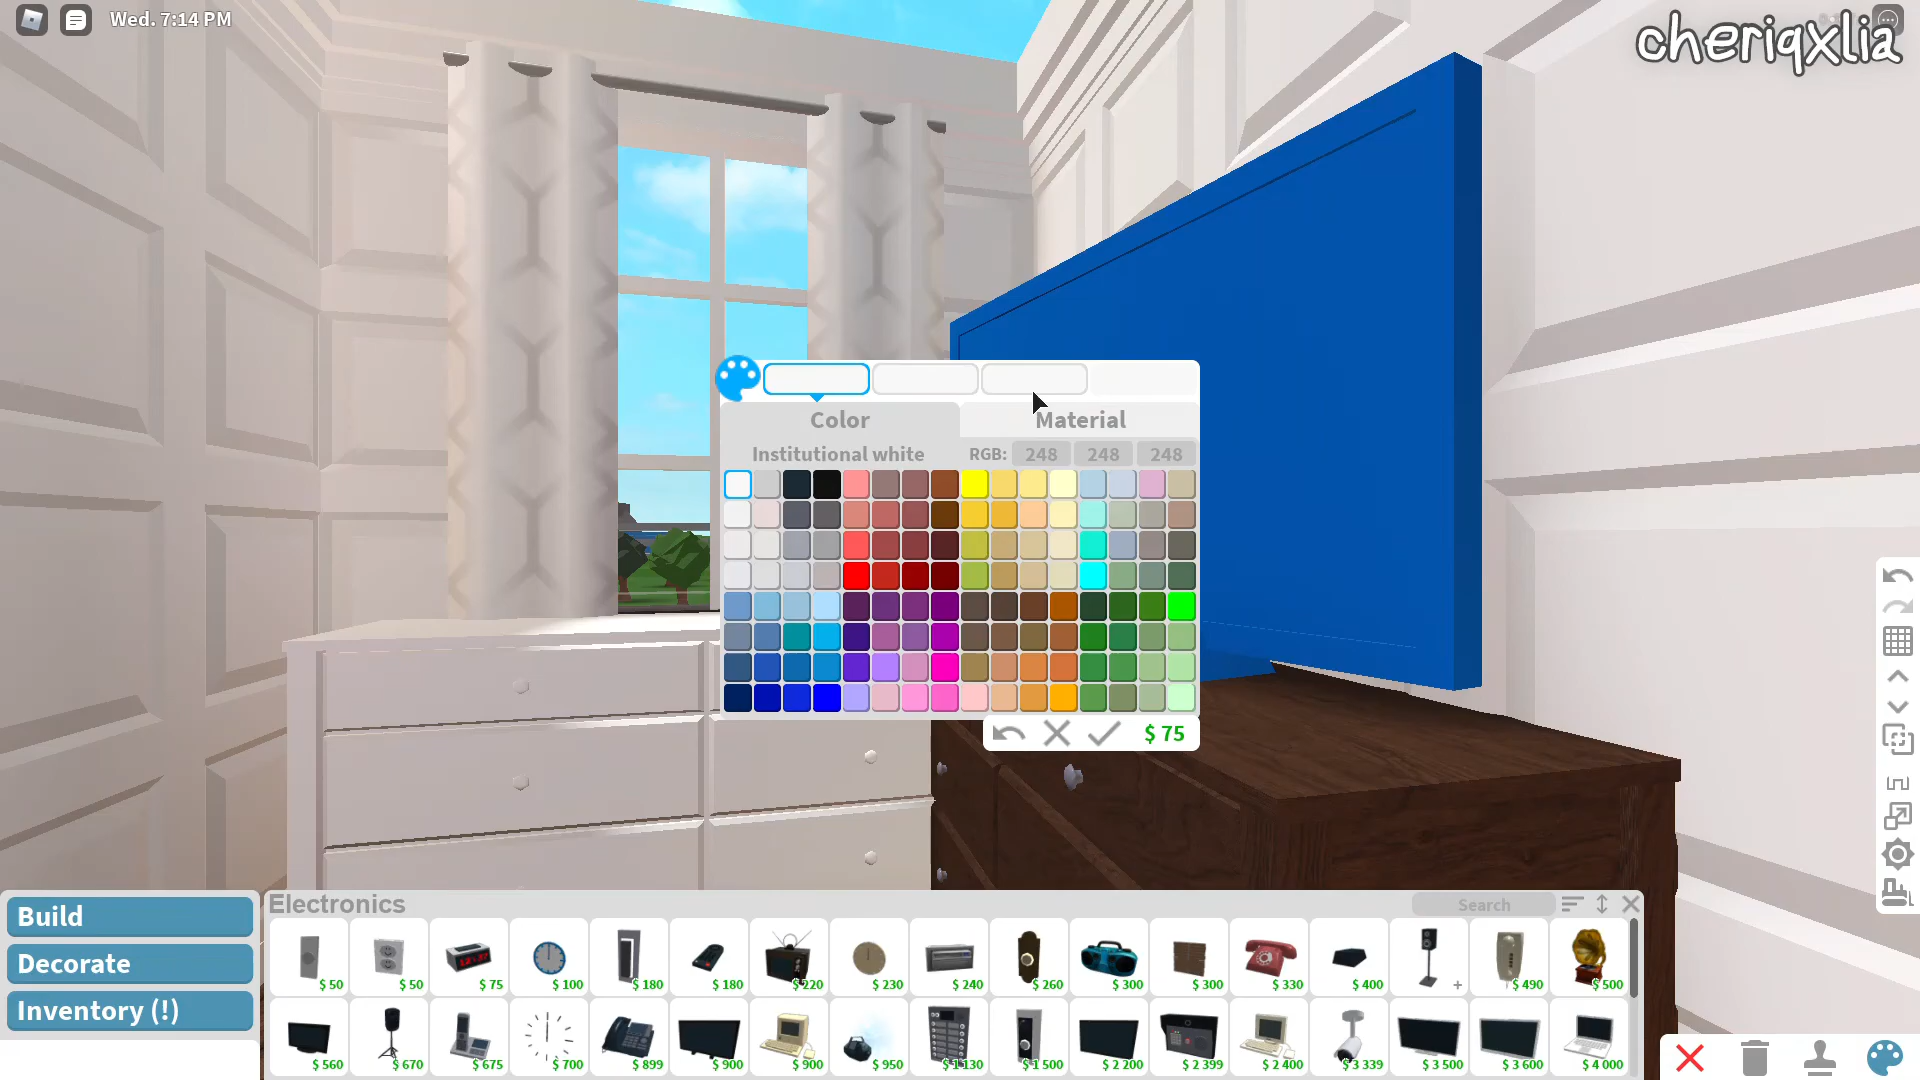 Wed. 7:14 PM
cheriqxlia
Color
Material
Institutional white
RGB: 248 248 248
$ 75
Build
Decorate
Inventory (!)
Electronics
Search
$ 50 $ 50 $ 75 $ 100 $ 180 $ 180 $ 220 $ 230 $ 240 $ 260 $ 300 $ 300 $ 330 $ 400 + $ 490 $ 500
$ 560 $ 670 $ 675 $ 700 $ 899 $ 900 $ 900 $ 950 $ 1 130 $ 1 500 $ 2 200 $ 2 399 $ 2 400 $ 3 339 $ 3 500 $ 3 600 $ 4 000